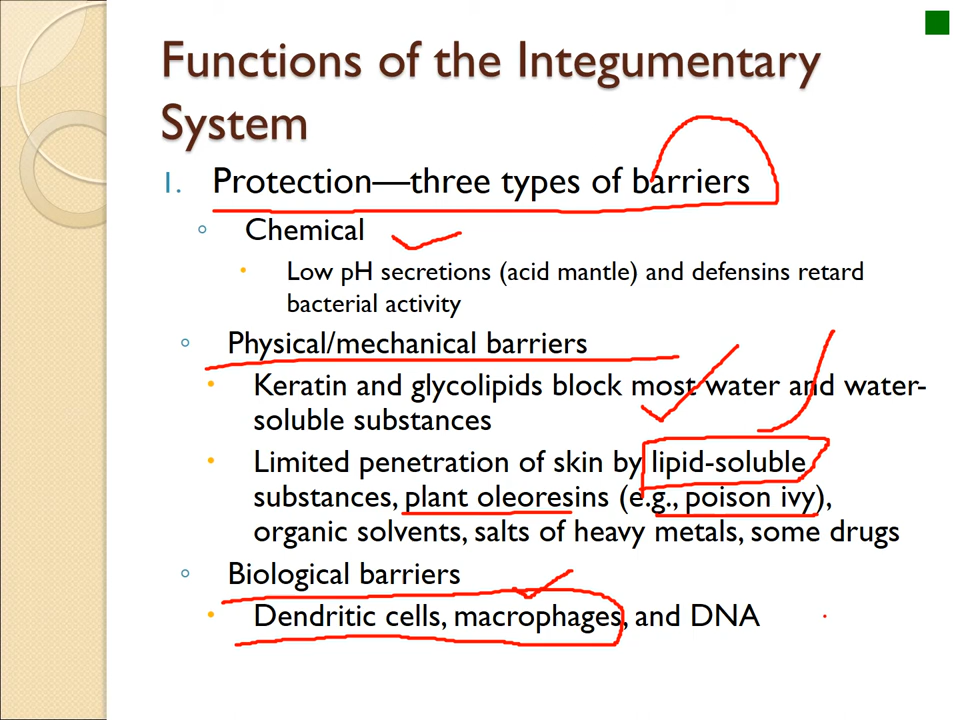 Functions of the Integumentary
System
1. Protection—three types of barriers
◦ Chemical
• Low pH secretions (acid mantle) and defensins retard
bacterial activity
◦ Physical/mechanical barriers
• Keratin and glycolipids block most water and water-
soluble substances
• Limited penetration of skin by lipid-soluble
substances, plant oleoresins (e.g., poison ivy),
organic solvents, salts of heavy metals, some drugs
◦ Biological barriers
• Dendritic cells, macrophages, and DNA